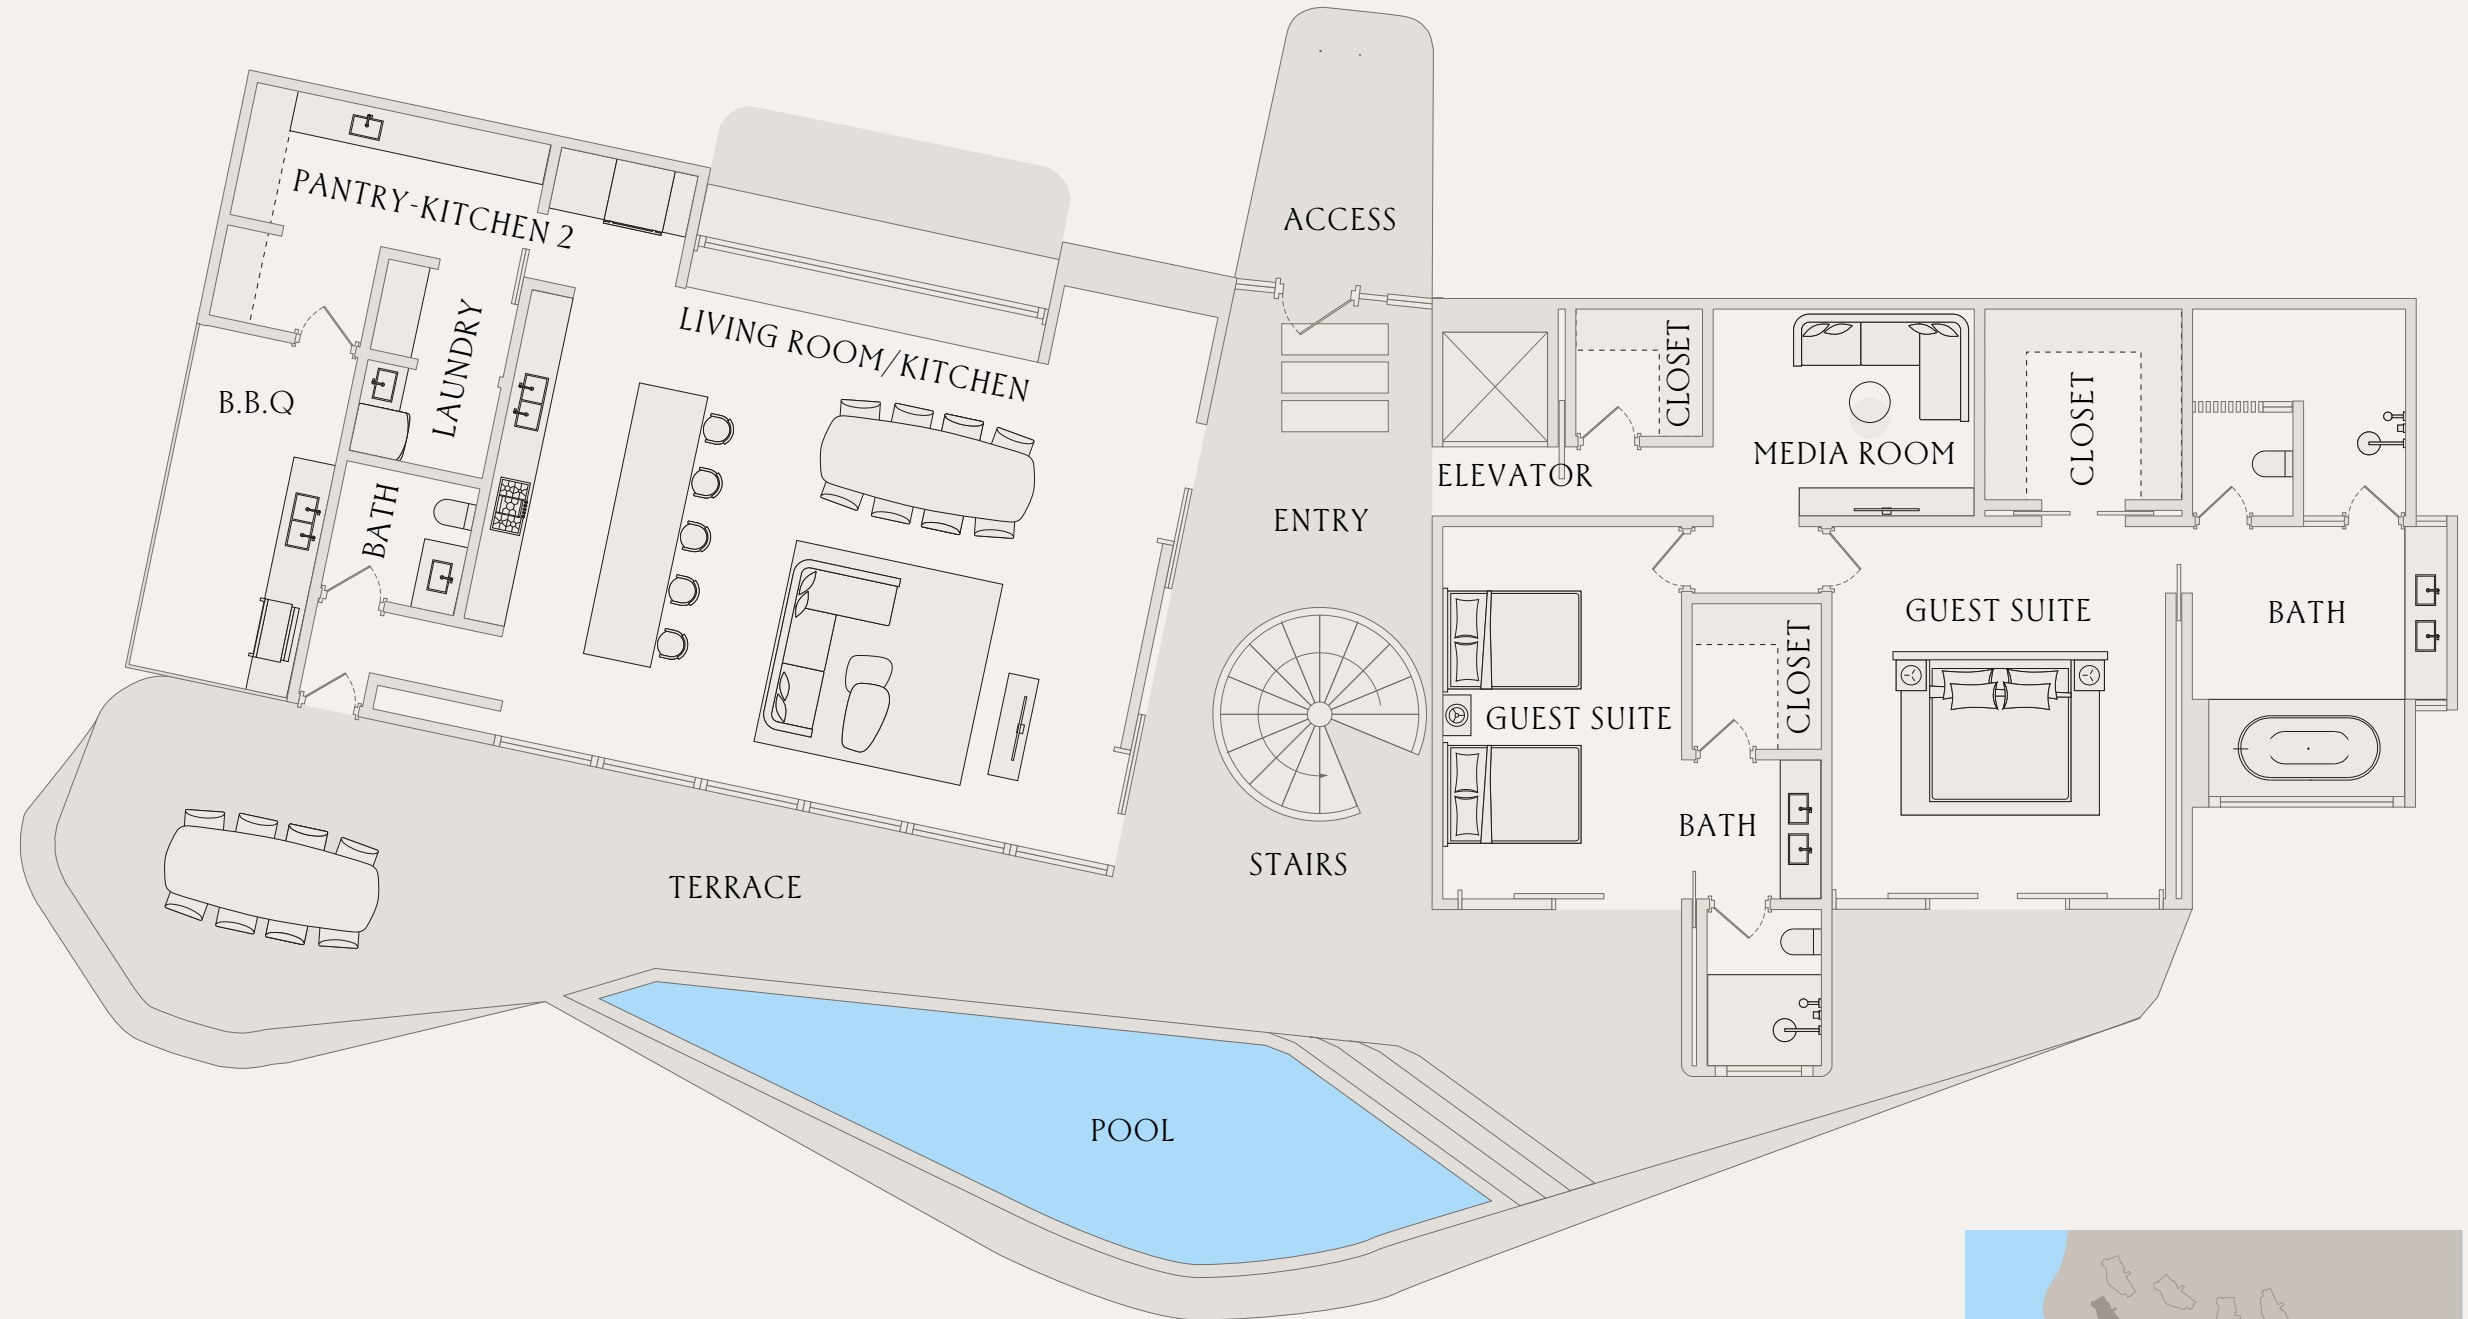 PANTRY-KITCHEN 2
LAUNDRY
B.B.Q
BATH
LIVING ROOM/KITCHEN
ACCESS
ENTRY
STAIRS
TERRACE
POOL
ELEVATOR
CLOSET
MEDIA ROOM
CLOSET
GUEST SUITE
CLOSET
BATH
GUEST SUITE
BATH